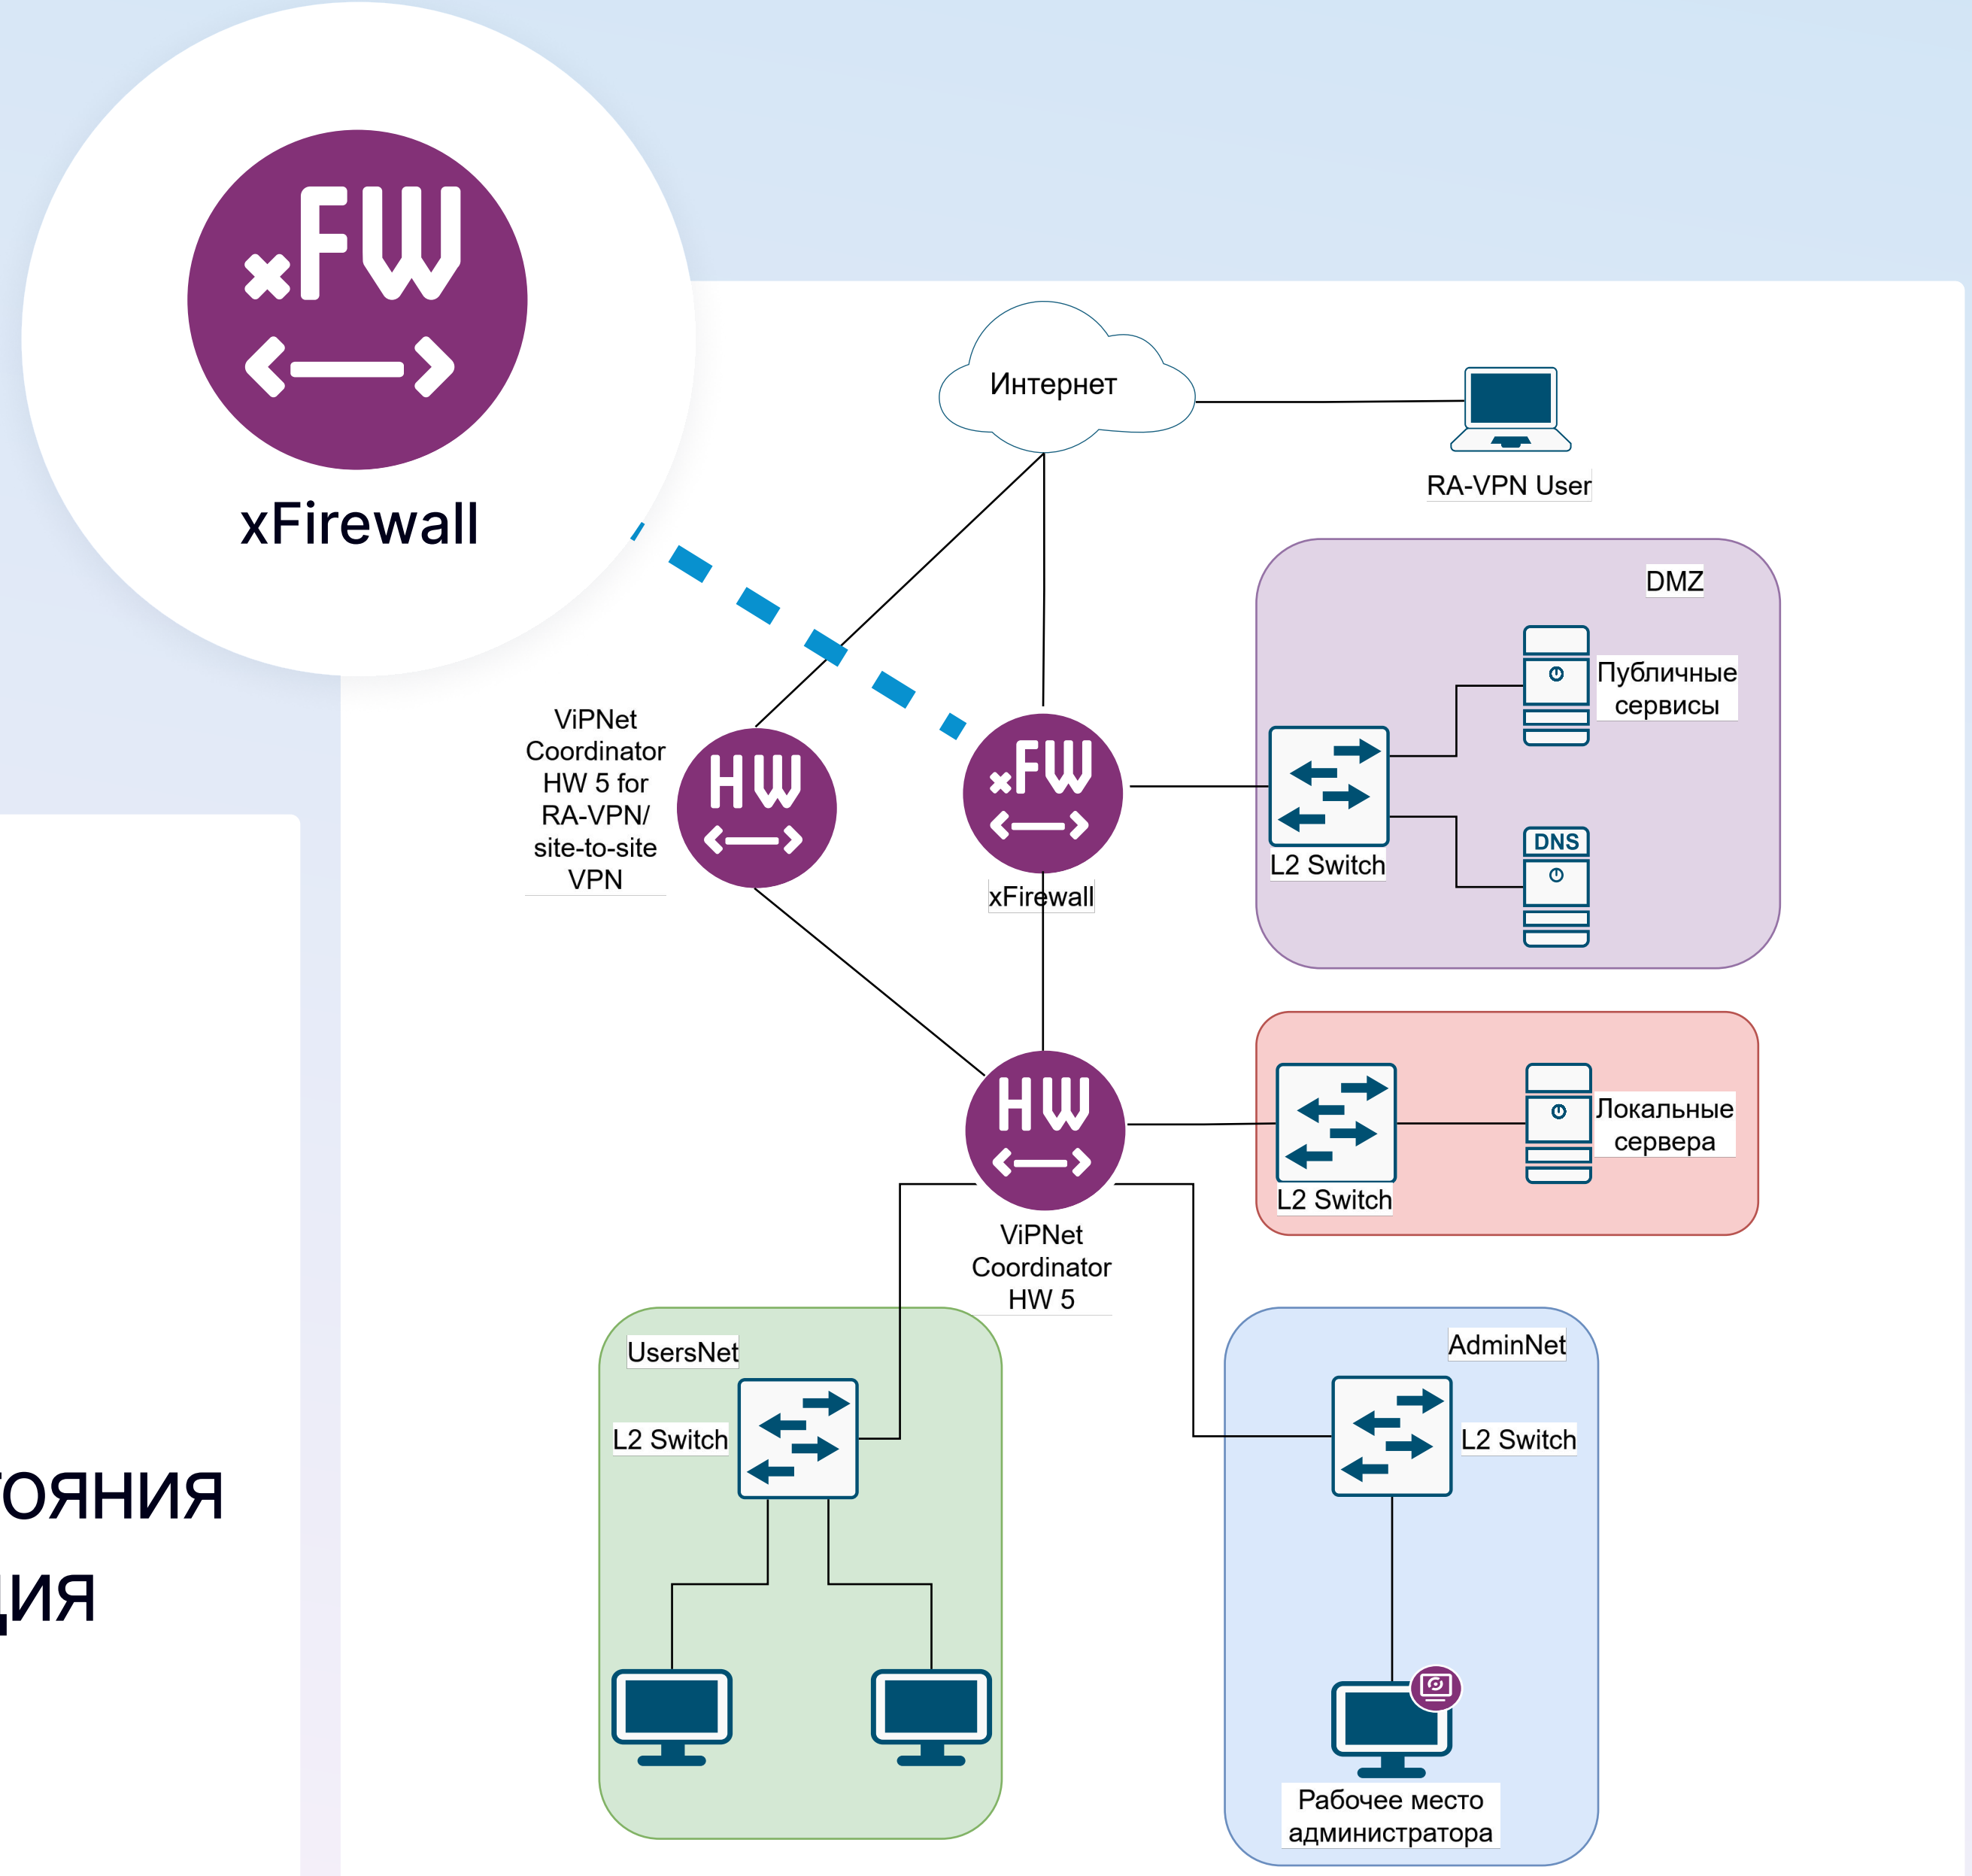 xFW
xFirewall
Интернет
RA-VPN User
DMZ
Публичные
сервисы
ViPNet
Coordinator
HW 5 for
RA-VPN/
site-to-site
VPN
HW
xFW
xFirewall
L2 Switch
DNS
HW
ViPNet
Coordinator
HW 5
L2 Switch
Локальные
сервера
UsersNet
L2 Switch
AdminNet
L2 Switch
Рабочее место
администратора